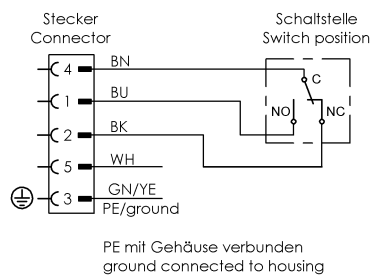 Stecker
Connector
Schaltstelle
Switch position
4 BN
C
1 BU
NO NC
2 BK
5 WH
3 GN/YE
PE/ground
PE mit Gehäuse verbunden
ground connected to housing